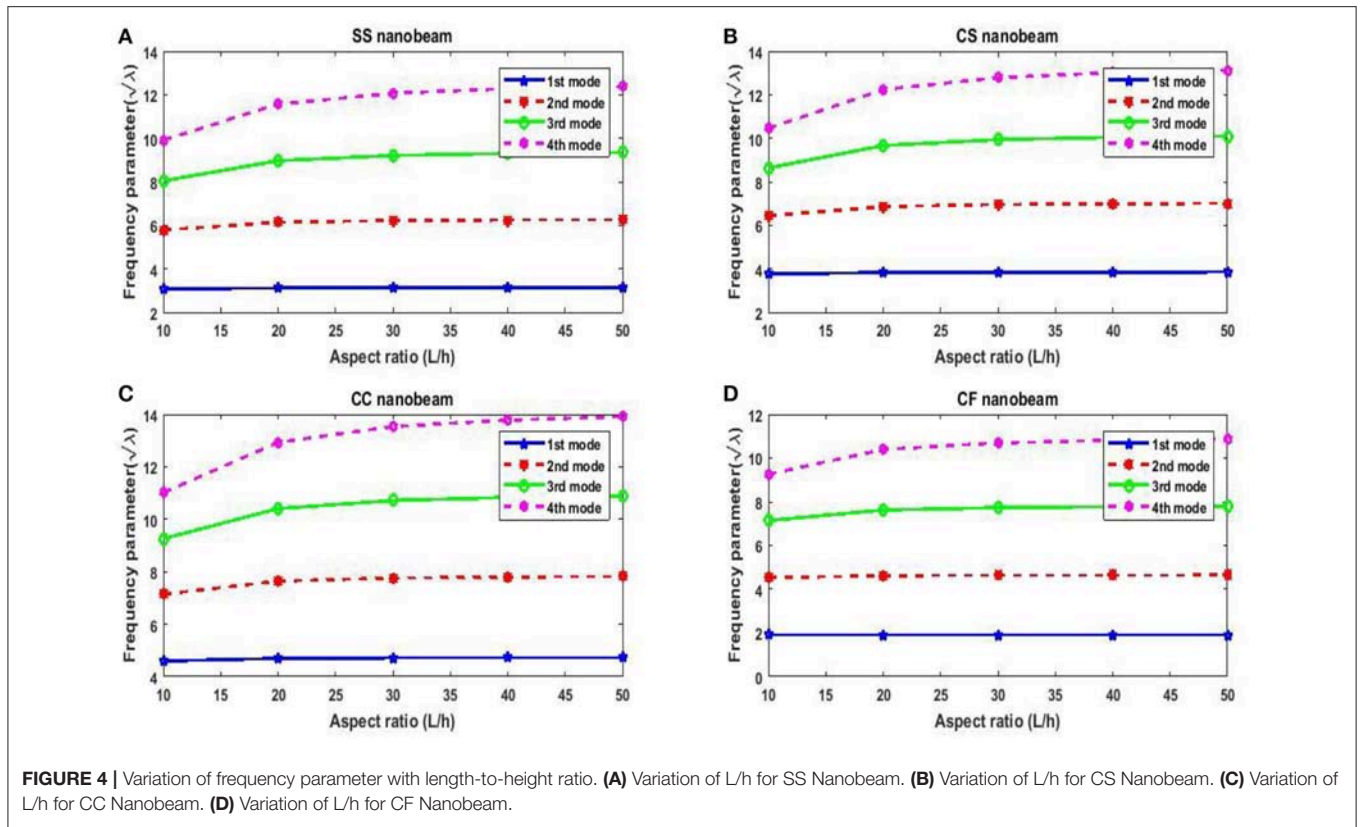 A
SS nanobeam
Frequency parameter(√λ)
14
12
10
8
6
4
2
1st mode
2nd mode
3rd mode
4th mode
10 15 20 25 30 35 40 45 50
Aspect ratio (L/h)
B
CS nanobeam
Frequency parameter(√λ)
14
12
10
8
6
4
2
1st mode
2nd mode
3rd mode
4th mode
10 15 20 25 30 35 40 45 50
Aspect ratio (L/h)
C
CC nanobeam
Frequency parameter(√λ)
14
12
10
8
6
4
1st mode
2nd mode
3rd mode
4th mode
10 15 20 25 30 35 40 45 50
Aspect ratio (L/h)
D
CF nanobeam
Frequency parameter(√λ)
12
10
8
6
4
2
0
1st mode
2nd mode
3rd mode
4th mode
10 15 20 25 30 35 40 45 50
Aspect ratio (L/h)
FIGURE 4 | Variation of frequency parameter with length-to-height ratio. (A) Variation of L/h for SS Nanobeam. (B) Variation of L/h for CS Nanobeam. (C) Variation of
L/h for CC Nanobeam. (D) Variation of L/h for CF Nanobeam.